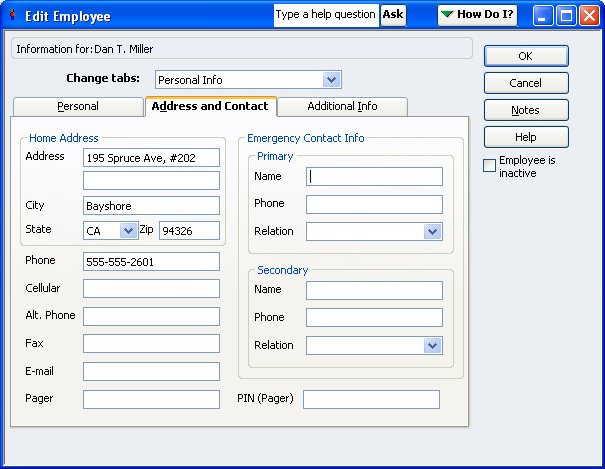 Edit Employee
Type a help question Ask
How Do I?
Information for: Dan T. Miller
Change tabs: Personal Info
Personal
Address and Contact
Additional Info
OK
Cancel
Notes
Help
Employee is
inactive
Home Address
Address 195 Spruce Ave, #202
City Bayshore
State CA Zip 94326
Phone 555-555-2601
Cellular
Alt. Phone
Fax
E-mail
Pager
Emergency Contact Info
Primary
Name
Phone
Relation
Secondary
Name
Phone
Relation
PIN (Pager)